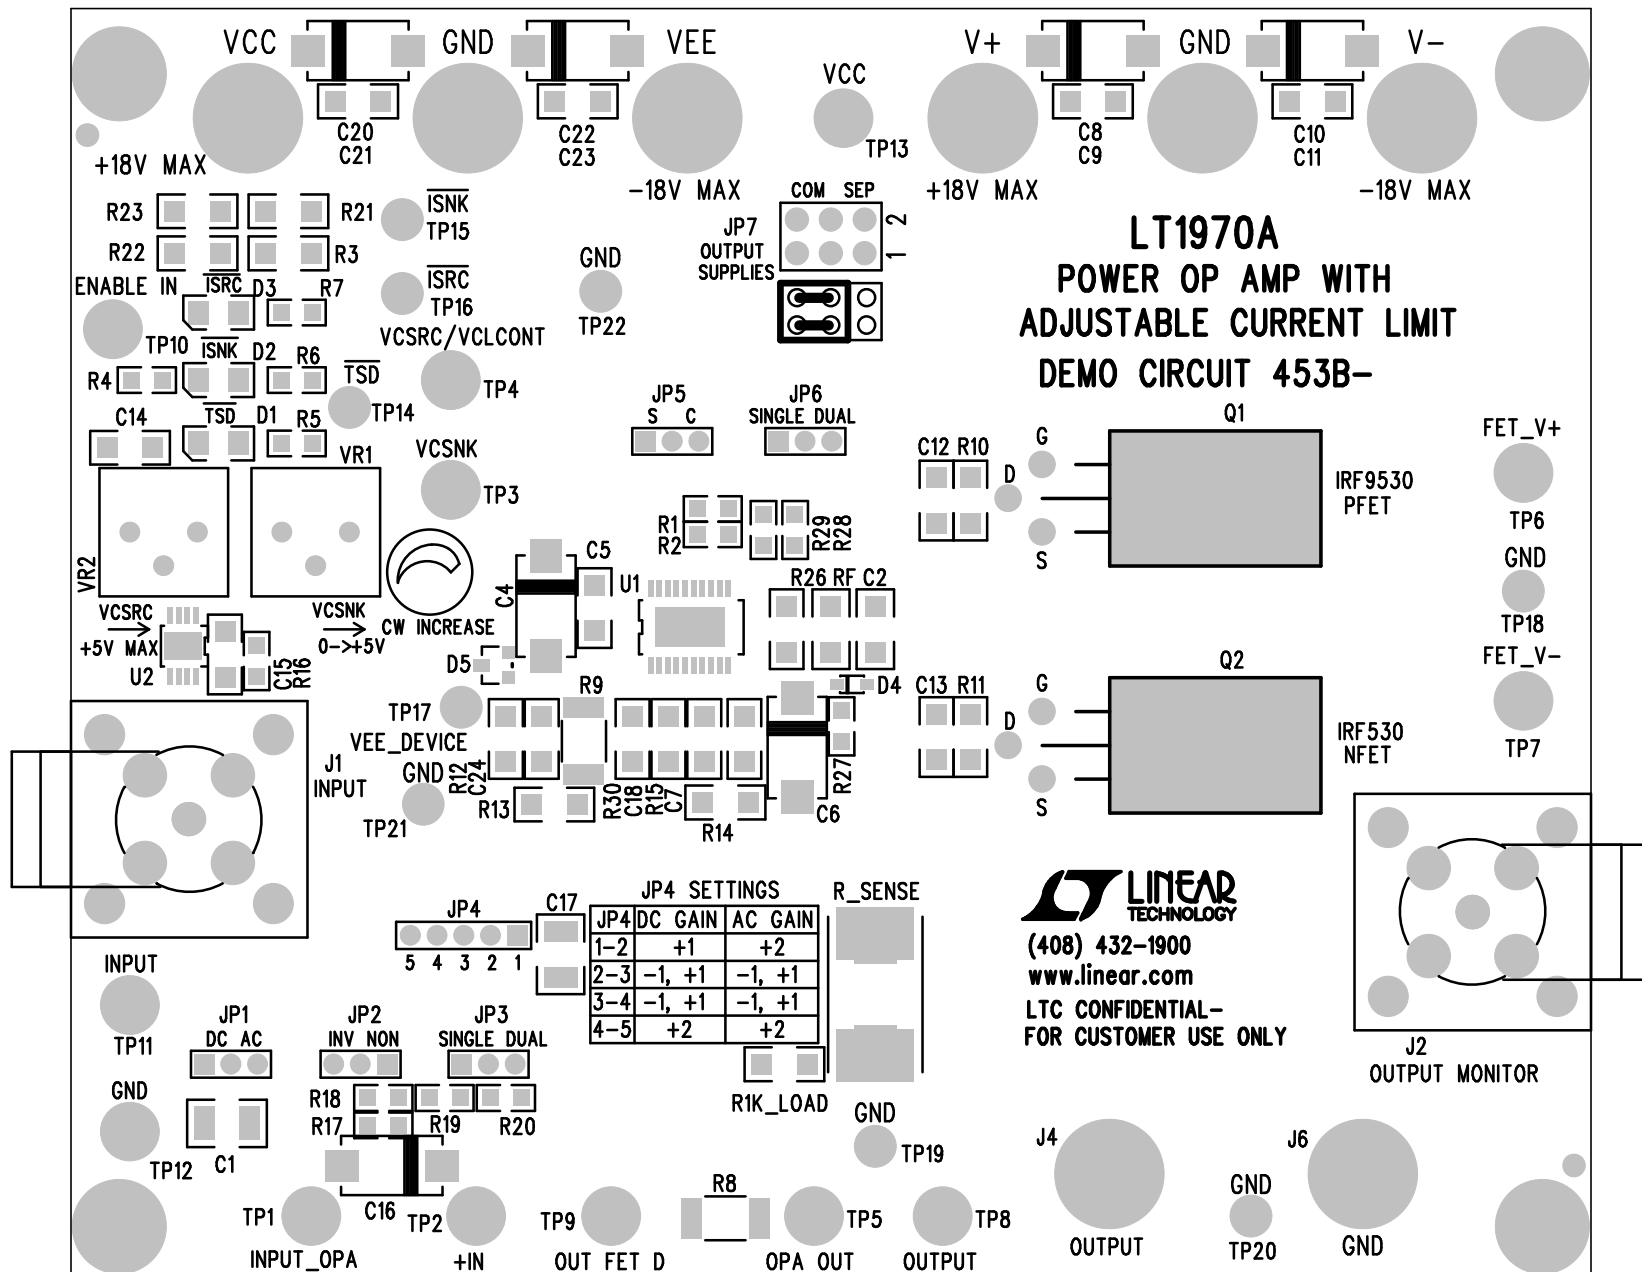 VCC
GND
VEE
V+
GND
V-
VCC
C20
C21
C22
C23
TP13
C8
C9
C10
C11
+18V MAX
-18V MAX
+18V MAX
-18V MAX
COM SEP
R23
R21
ISNK
TP15
JP7
OUTPUT
SUPPLIES
2
1
R22
R3
LT1970A
POWER OP AMP WITH
ADJUSTABLE CURRENT LIMIT
DEMO CIRCUIT 453B-
GND
TP22
ENABLE IN
ISRC
D3
R7
ISRC
TP16
VCSRC/VCLCONT
TP10
ISNK
D2
R6
R4
TSD
TP14
TP4
JP5
S C
JP6
SINGLE DUAL
Q1
C14
TSD
D1
R5
VR1
VCSNK
TP3
G
D
S
C12
R10
IRF9530
PFET
FET_V+
TP6
R1
R2
R29
R28
GND
TP18
VR2
C5
C4
U1
R26
RF
C2
VCSRC
+5V MAX
U2
VCSNK
0->+5V
CW INCREASE
C15
R16
D5
FET_V-
TP7
Q2
R9
D4
C13
R11
G
D
S
IRF530
NFET
TP17
VEE_DEVICE
J1
INPUT
GND
TP21
R12
C24
R13
R30
C18
R15
C7
R14
C6
R27
LINEAR
TECHNOLOGY
(408) 432-1900
www.linear.com
LTC CONFIDENTIAL-
FOR CUSTOMER USE ONLY
JP4
5 4 3 2 1
C17
JP4 SETTINGS
JP4 DC GAIN AC GAIN
1-2 +1 +2
2-3 -1, +1 -1, +1
3-4 -1, +1 -1, +1
4-5 +2 +2
R_SENSE
R1K_LOAD
INPUT
TP11
JP1
DC AC
JP2
INV NON
JP3
SINGLE DUAL
J2
OUTPUT MONITOR
GND
TP12
R18
R17
R19
R20
C1
C16
GND
TP19
J4
J6
TP1
INPUT_OPA
TP2
+IN
TP9
OUT FET D
R8
TP5
OPA OUT
TP8
OUTPUT
OUTPUT
GND
TP20
GND